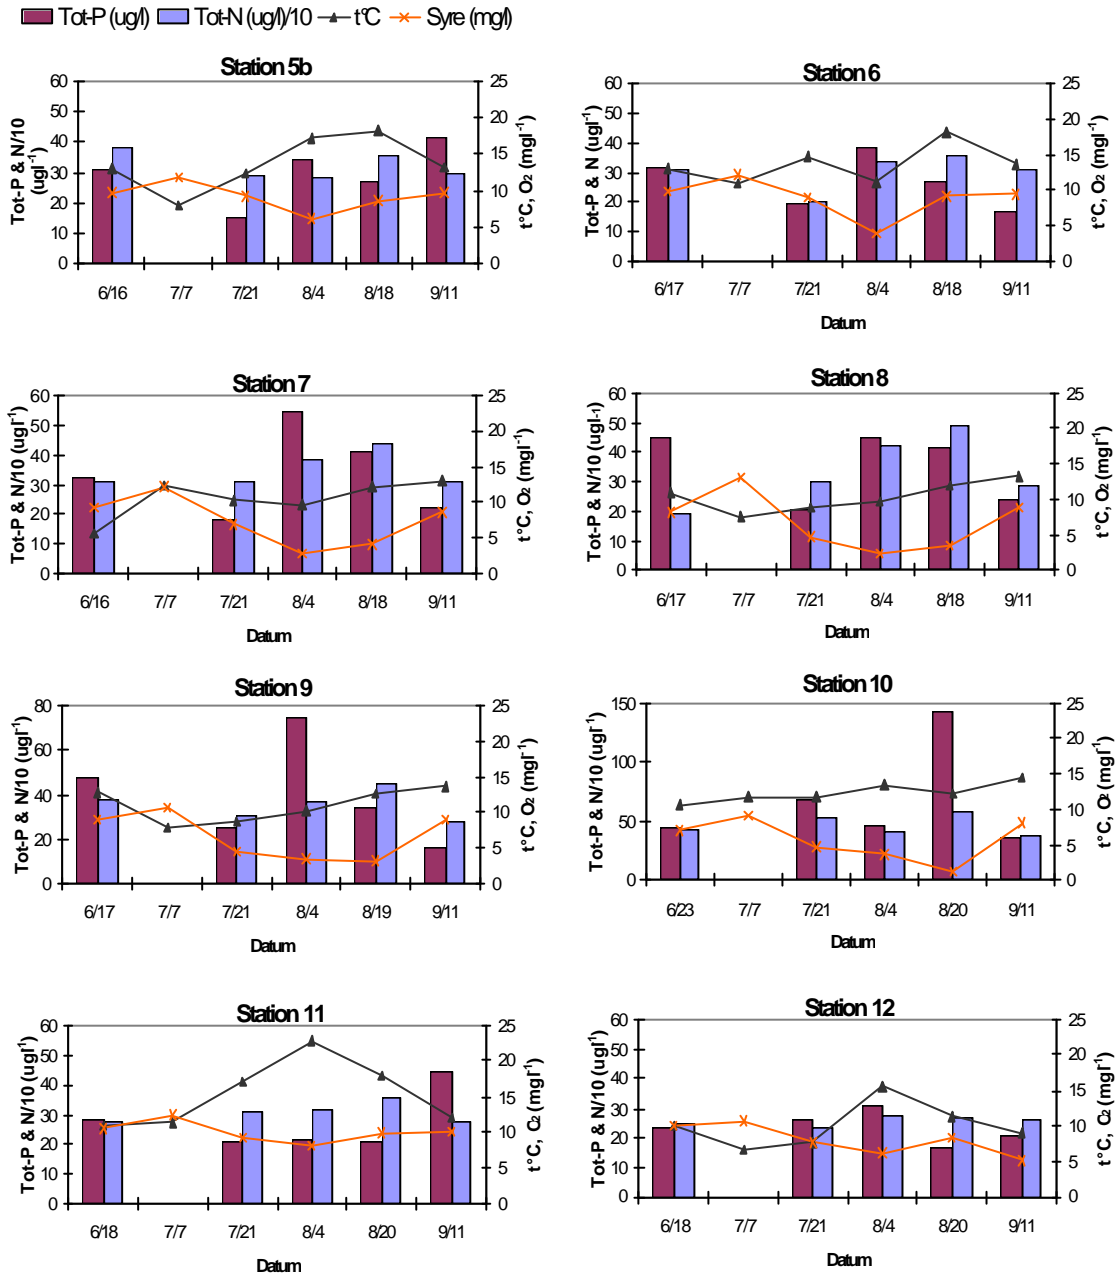 Tot-P (ug/l) Tot-N (ug/l)/10 t°C Syre (mg/l)
Station 5b
Tot-P & N/10 (ugl⁻¹)
60 50 40 30 20 10 0
25 20 15 10 5 0
t°C, O₂ (mgl⁻¹)
6/16 7/7 7/21 8/4 8/18 9/11
Station 6
Tot-P & N (ugl⁻¹)
60 50 40 30 20 10 0
25 20 15 10 5 0
t°C, O₂ (mgl⁻¹)
6/17 7/7 7/21 8/4 8/18 9/11
Datum
Station 7
Tot-P & N/10 (ugl⁻¹)
60 50 40 30 20 10 0
25 20 15 10 5 0
t°C, O₂ (mgl⁻¹)
6/16 7/7 7/21 8/4 8/18 9/11
Datum
Station 8
Tot-P & N/10 (ugl-1)
60 50 40 30 20 10 0
25 20 15 10 5 0
t°C, O₂ (mgl⁻¹)
6/17 7/7 7/21 8/4 8/18 9/11
Datum
Station 9
Tot-P & N/10 (ugl⁻¹)
80 60 40 20 0
25 20 15 10 5 0
t°C, O₂ (mgl⁻¹)
6/17 7/7 7/21 8/4 8/19 9/11
Datum
Station 10
Tot-P & N/10 (ugl⁻¹)
150 100 50 0
25 20 15 10 5 0
t°C, O (mgl⁻¹)
6/23 7/7 7/21 8/4 8/20 9/11
Datum
Station 11
Tot-P & N/10 (ugl⁻¹)
60 50 40 30 20 10 0
25 20 15 10 5 0
t°C, O₂ (mgl⁻¹)
6/18 7/7 7/21 8/4 8/20 9/11
Datum
Station 12
Tot-P & N/10 (ugl⁻¹)
60 50 40 30 20 10 0
25 20 15 10 5 0
t°C, O₂ (mgl⁻¹)
6/18 7/7 7/21 8/4 8/20 9/11
Datum